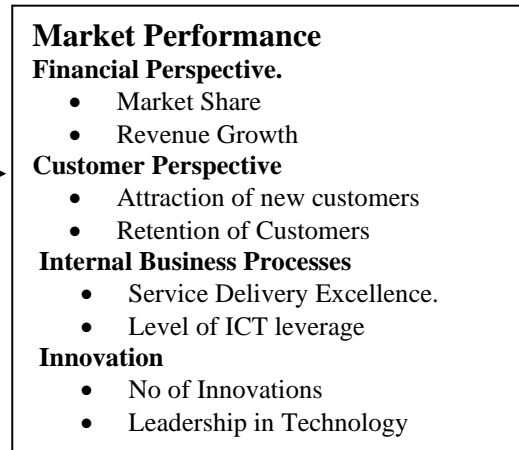 Market Performance
Financial Perspective.
• Market Share
• Revenue Growth
Customer Perspective
• Attraction of new customers
• Retention of Customers
Internal Business Processes
• Service Delivery Excellence.
• Level of ICT leverage
Innovation
• No of Innovations
• Leadership in Technology